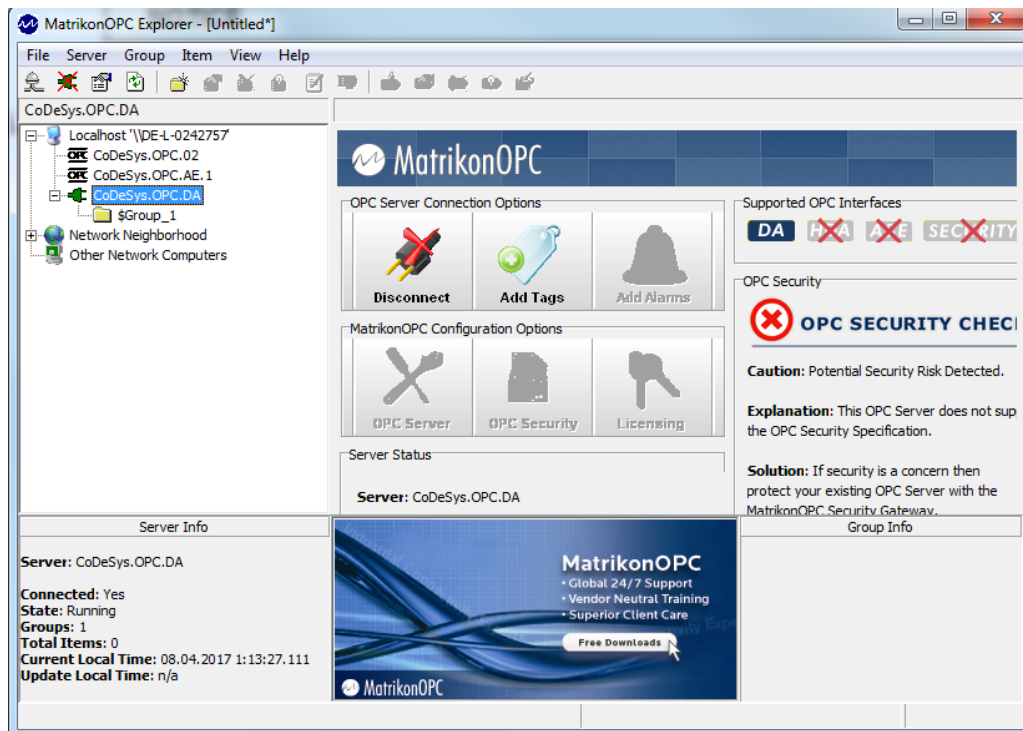 MatrikonOPC Explorer - [Untitled*]
File Server Group Item View Help
CoDeSys.OPC.DA
Localhost '\\DE-L-0242757'
CoDeSys.OPC.02
CoDeSys.OPC.AE.1
CoDeSys.OPC.DA
$Group_1
Network Neighborhood
Other Network Computers
MatrikonOPC
OPC Server Connection Options
Disconnect Add Tags Add Alarms
MatrikonOPC Configuration Options
OPC Server OPC Security Licensing
Server Status
Server: CoDeSys.OPC.DA
Supported OPC Interfaces
DA HDA A&E SECURITY
OPC Security
OPC SECURITY CHEC
Caution: Potential Security Risk Detected.
Explanation: This OPC Server does not sup
the OPC Security Specification.
Solution: If security is a concern then
protect your existing OPC Server with the
MatrikonOPC Security Gateway.
Server Info
Server: CoDeSys.OPC.DA
Connected: Yes
State: Running
Groups: 1
Total Items: 0
Current Local Time: 08.04.2017 1:13:27.111
Update Local Time: n/a
MatrikonOPC
• Global 24/7 Support
• Vendor Neutral Training
• Superior Client Care
Free Downloads
MatrikonOPC
Group Info